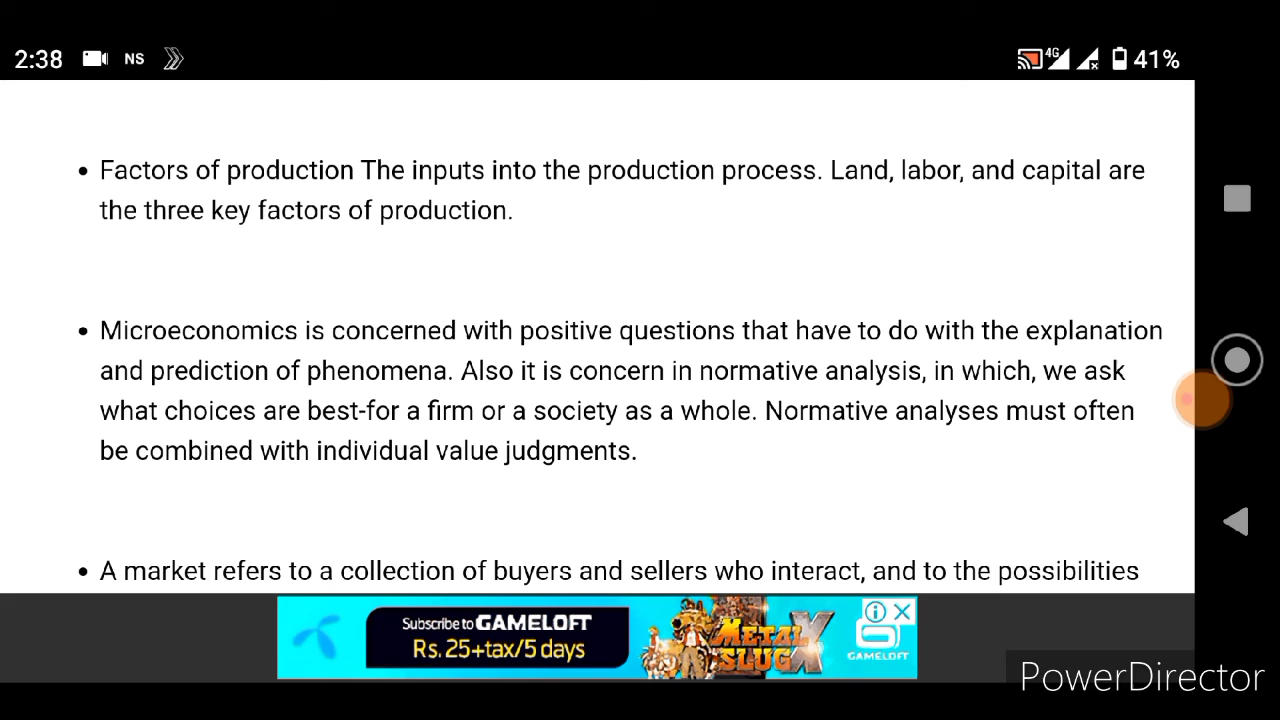 2:38 NS 4G 41%
Factors of production The inputs into the production process. Land, labor, and capital are
the three key factors of production.
Microeconomics is concerned with positive questions that have to do with the explanation
and prediction of phenomena. Also it is concern in normative analysis, in which, we ask
what choices are best-for a firm or a society as a whole. Normative analyses must often
be combined with individual value judgments.
A market refers to a collection of buyers and sellers who interact, and to the possibilities
Subscribe to GAMELOFT
Rs. 25+tax/5 days
METAL
SLUG X
GAMELOFT
PowerDirector